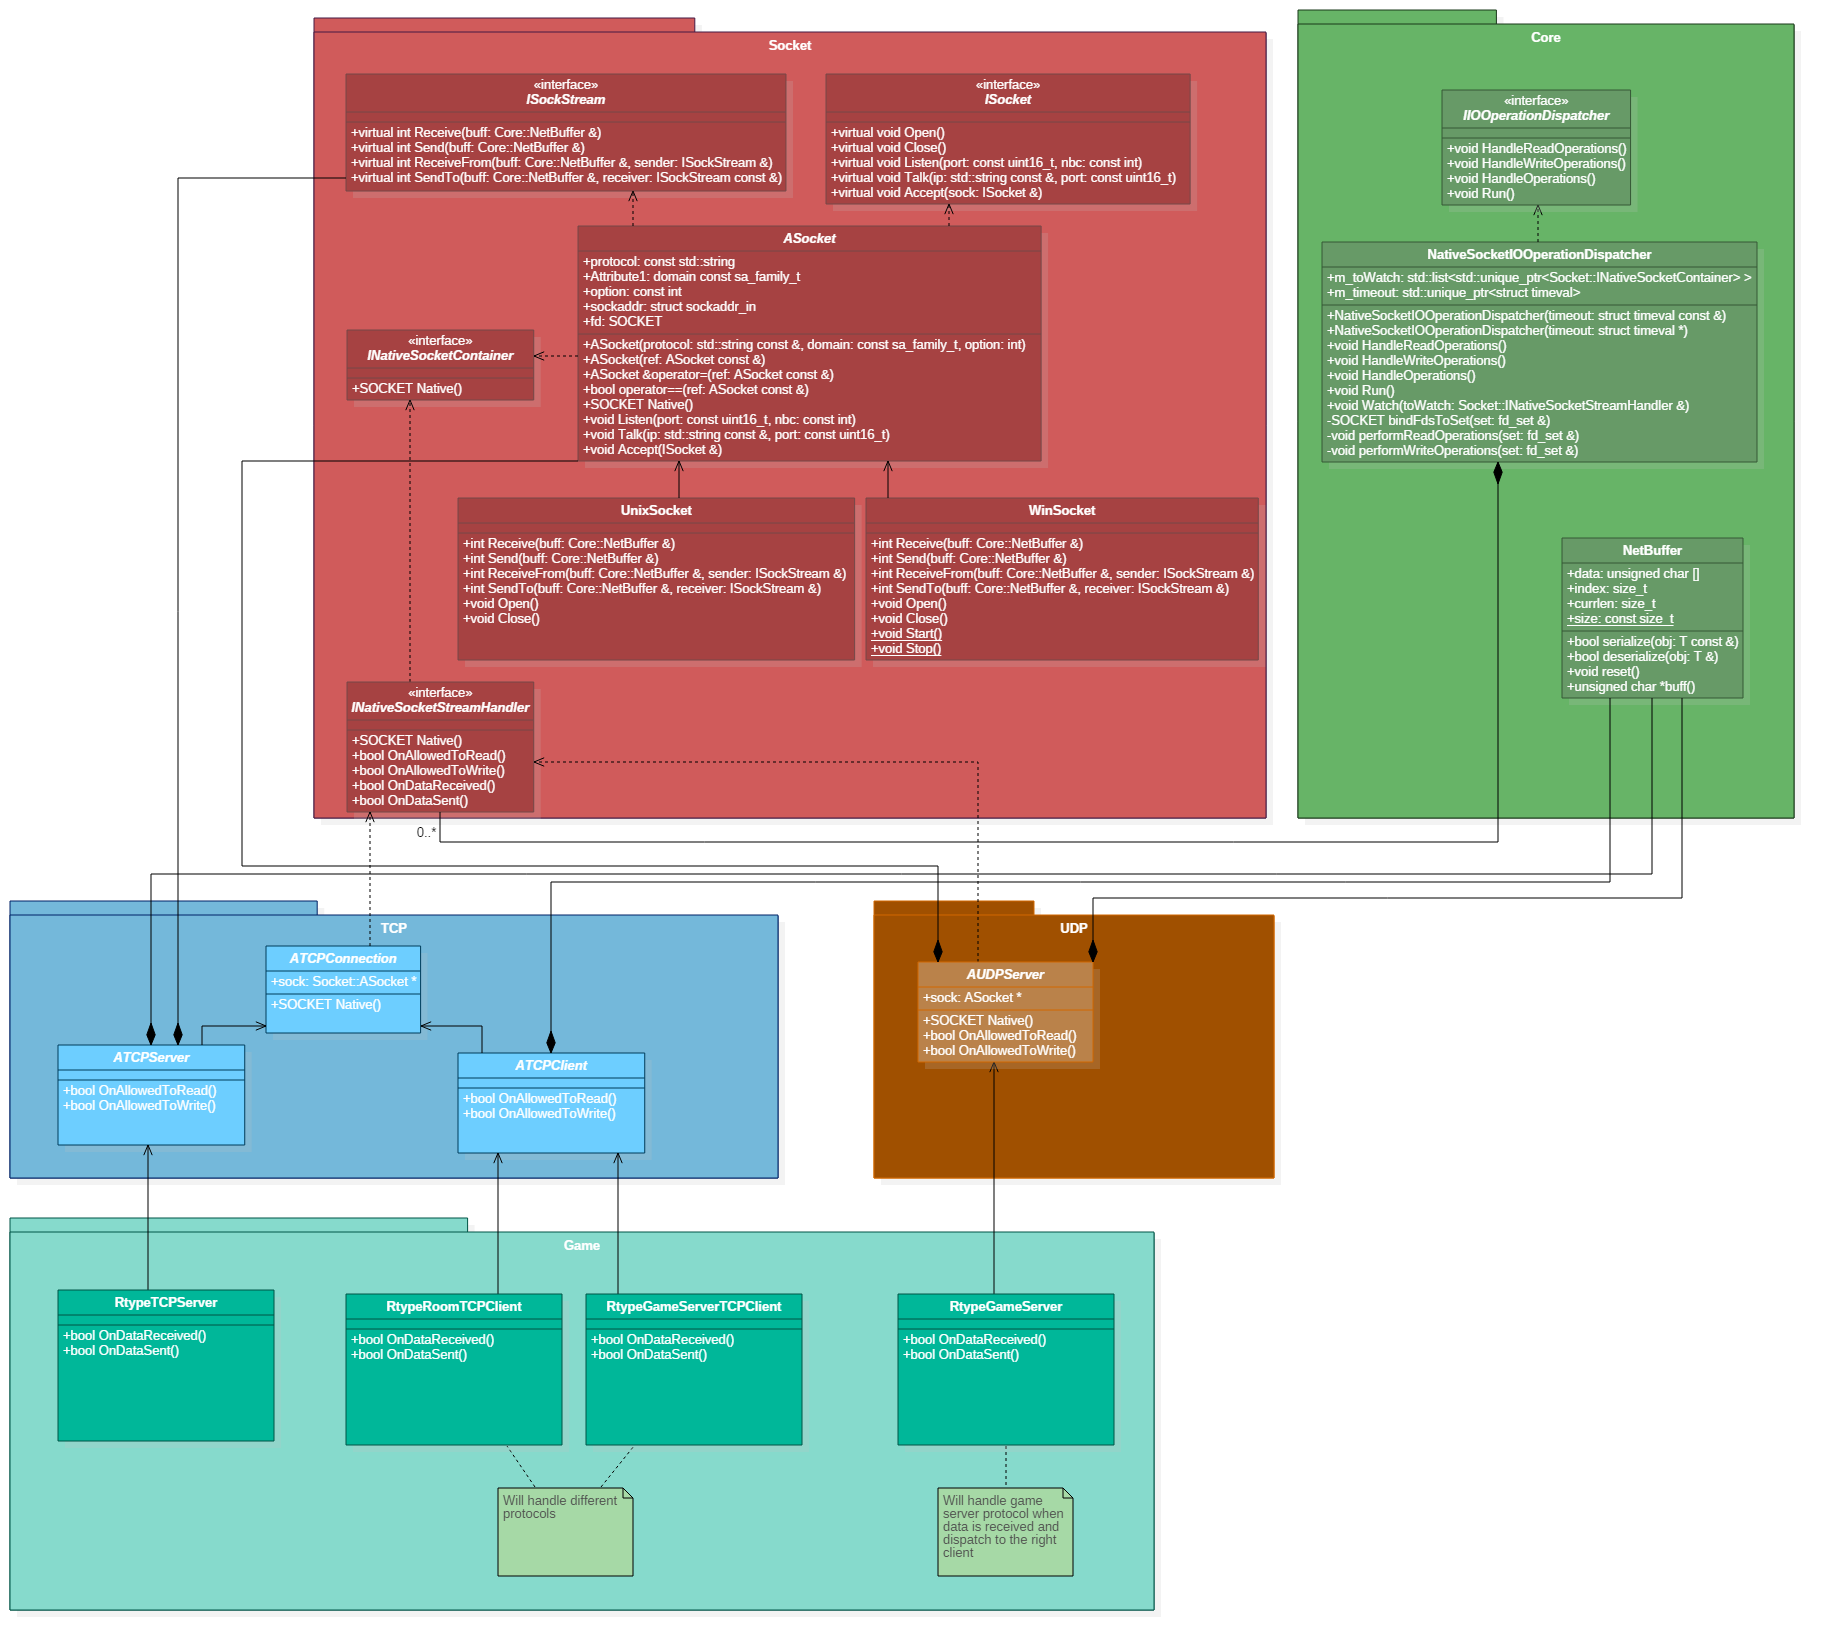 Socket
«interface»
ISockStream
+virtual int Receive(buff: Core::NetBuffer &)
+virtual int Send(buff: Core::NetBuffer &)
+virtual int ReceiveFrom(buff: Core::NetBuffer &, sender: ISockStream &)
+virtual int SendTo(buff: Core::NetBuffer &, receiver: ISockStream const &)
«interface»
ISocket
+virtual void Open()
+virtual void Close()
+virtual void Listen(port: const uint16_t, nbc: const int)
+virtual void Talk(ip: std::string const &, port: const uint16_t)
+virtual void Accept(sock: ISocket &)
ASocket
+protocol: const std::string
+Attribute1: domain const sa_family_t
+option: const int
+sockaddr: struct sockaddr_in
+fd: SOCKET
+ASocket(protocol: std::string const &, domain: const sa_family_t, option: int)
+ASocket(ref: ASocket const &)
+ASocket &operator=(ref: ASocket const &)
+bool operator==(ref: ASocket const &)
+SOCKET Native()
+void Listen(port: const uint16_t, nbc: const int)
+void Talk(ip: std::string const &, port: const uint16_t)
+void Accept(ISocket &)
«interface»
INativeSocketContainer
+SOCKET Native()
UnixSocket
+int Receive(buff: Core::NetBuffer &)
+int Send(buff: Core::NetBuffer &)
+int ReceiveFrom(buff: Core::NetBuffer &, sender: ISockStream &)
+int SendTo(buff: Core::NetBuffer &, receiver: ISockStream &)
+void Open()
+void Close()
WinSocket
+int Receive(buff: Core::NetBuffer &)
+int Send(buff: Core::NetBuffer &)
+int ReceiveFrom(buff: Core::NetBuffer &, sender: ISockStream &)
+int SendTo(buff: Core::NetBuffer &, receiver: ISockStream &)
+void Open()
+void Close()
+void Start()
+void Stop()
«interface»
INativeSocketStreamHandler
+SOCKET Native()
+bool OnAllowedToRead()
+bool OnAllowedToWrite()
+bool OnDataReceived()
+bool OnDataSent()
0..*
Core
«interface»
IIOOperationDispatcher
+void HandleReadOperations()
+void HandleWriteOperations()
+void HandleOperations()
+void Run()
NativeSocketIOOperationDispatcher
+m_toWatch: std::list<std::unique_ptr<Socket::INativeSocketContainer> >
+m_timeout: std::unique_ptr<struct timeval>
+NativeSocketIOOperationDispatcher(timeout: struct timeval const &)
+NativeSocketIOOperationDispatcher(timeout: struct timeval *)
+void HandleReadOperations()
+void HandleWriteOperations()
+void HandleOperations()
+void Run()
+void Watch(toWatch: Socket::INativeSocketStreamHandler &)
-SOCKET bindFdsToSet(set: fd_set &)
-void performReadOperations(set: fd_set &)
-void performWriteOperations(set: fd_set &)
NetBuffer
+data: unsigned char []
+index: size_t
+currlen: size_t
+size: const size_t
+bool serialize(obj: T const &)
+bool deserialize(obj: T &)
+void reset()
+unsigned char *buff()
TCP
ATCPConnection
+sock: Socket::ASocket *
+SOCKET Native()
ATCPServer
+bool OnAllowedToRead()
+bool OnAllowedToWrite()
ATCPClient
+bool OnAllowedToRead()
+bool OnAllowedToWrite()
UDP
AUDPServer
+sock: ASocket *
+SOCKET Native()
+bool OnAllowedToRead()
+bool OnAllowedToWrite()
Game
RtypeTCPServer
+bool OnDataReceived()
+bool OnDataSent()
RtypeRoomTCPClient
+bool OnDataReceived()
+bool OnDataSent()
RtypeGameServerTCPClient
+bool OnDataReceived()
+bool OnDataSent()
RtypeGameServer
+bool OnDataReceived()
+bool OnDataSent()
Will handle different
protocols
Will handle game
server protocol when
data is received and
dispatch to the right
client